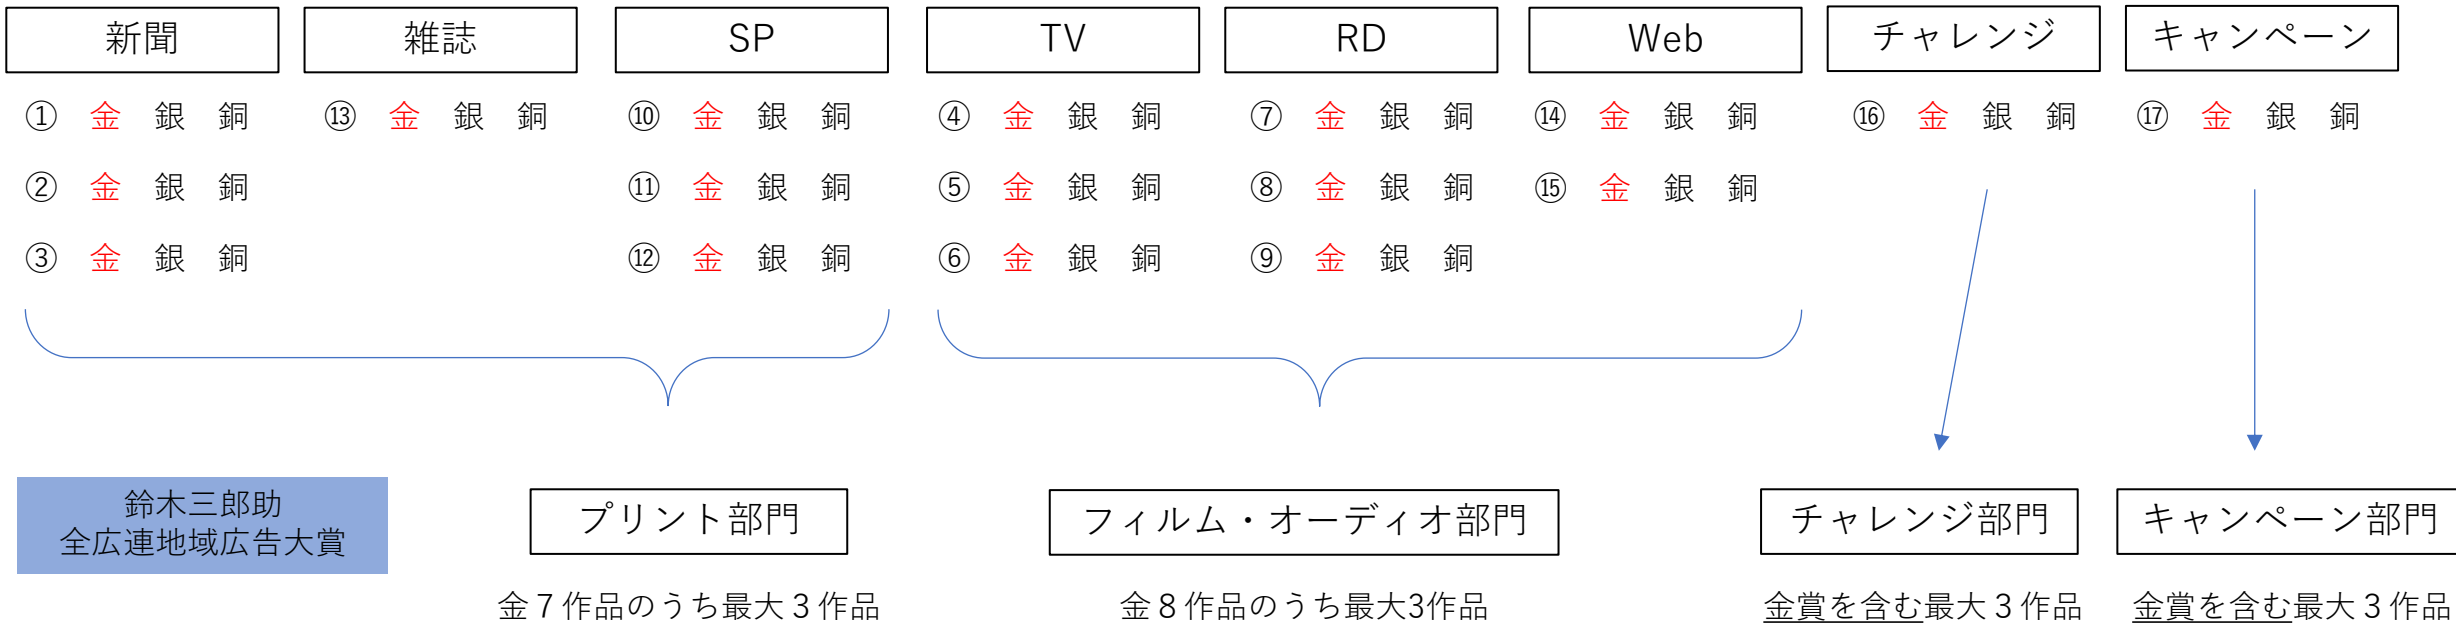 新聞 雑誌 SP TV RD Web チャレンジ キャンペーン
① 金 銀 銅 ⑬ 金 銀 銅 ⑩ 金 銀 銅 ④ 金 銀 銅 ⑦ 金 銀 銅 ⑭ 金 銀 銅 ⑯ 金 銀 銅 ⑰ 金 銀 銅
② 金 銀 銅 ⑪ 金 銀 銅 ⑤ 金 銀 銅 ⑧ 金 銀 銅 ⑮ 金 銀 銅
③ 金 銀 銅 ⑫ 金 銀 銅 ⑥ 金 銀 銅 ⑨ 金 銀 銅
鈴木三郎助
全広連地域広告大賞
プリント部門 フィルム・オーディオ部門 チャレンジ部門 キャンペーン部門
金７作品のうち最大３作品 金８作品のうち最大3作品 金賞を含む最大３作品 金賞を含む最大３作品